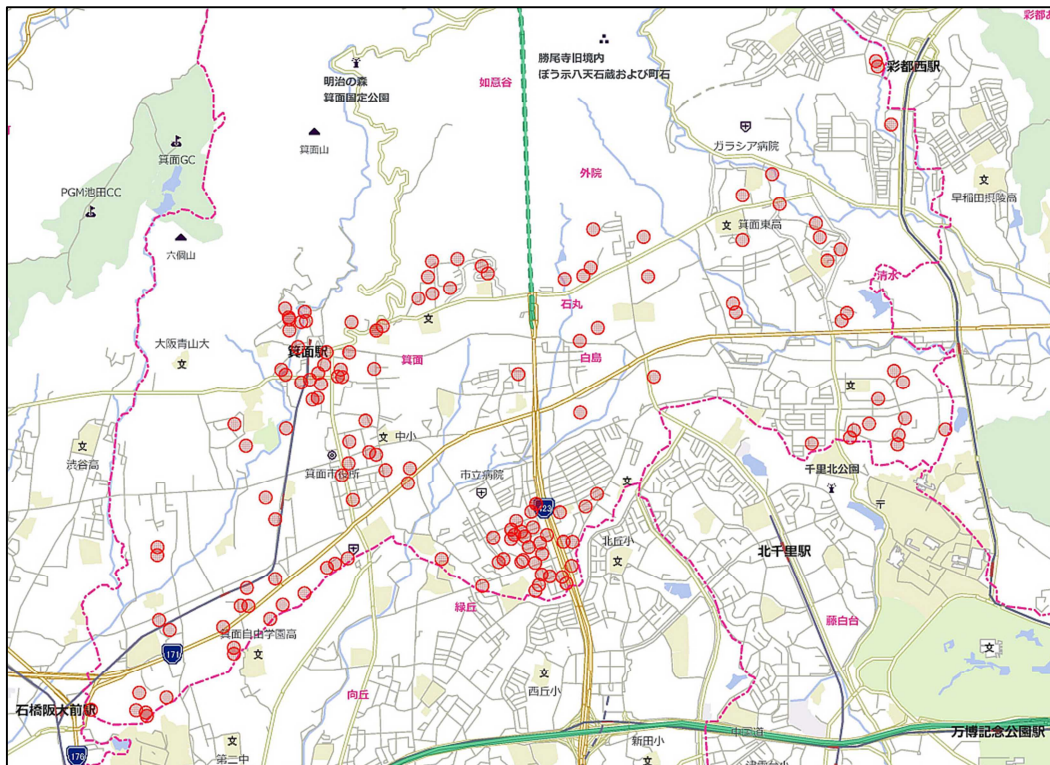 彩都
勝尾寺旧境内
ぼう示八天石蔵および町石
彩都西駅
明治の森
箕面国定公園
如意谷
箕面山
ガラシア病院
箕面GC
外院
PGM池田CC
早稲田摂陵高
箕面東高
六個山
清水
石丸
大阪青山大
箕面駅
箕面
白島
中小
渋谷高
箕面市役所
市立病院
千里北公園
423
北丘小
北千里駅
緑丘
藤白台
箕面自由学園高
171
西丘小
向丘
石橋阪大前駅
万博記念公園駅
新田小
176
第二中